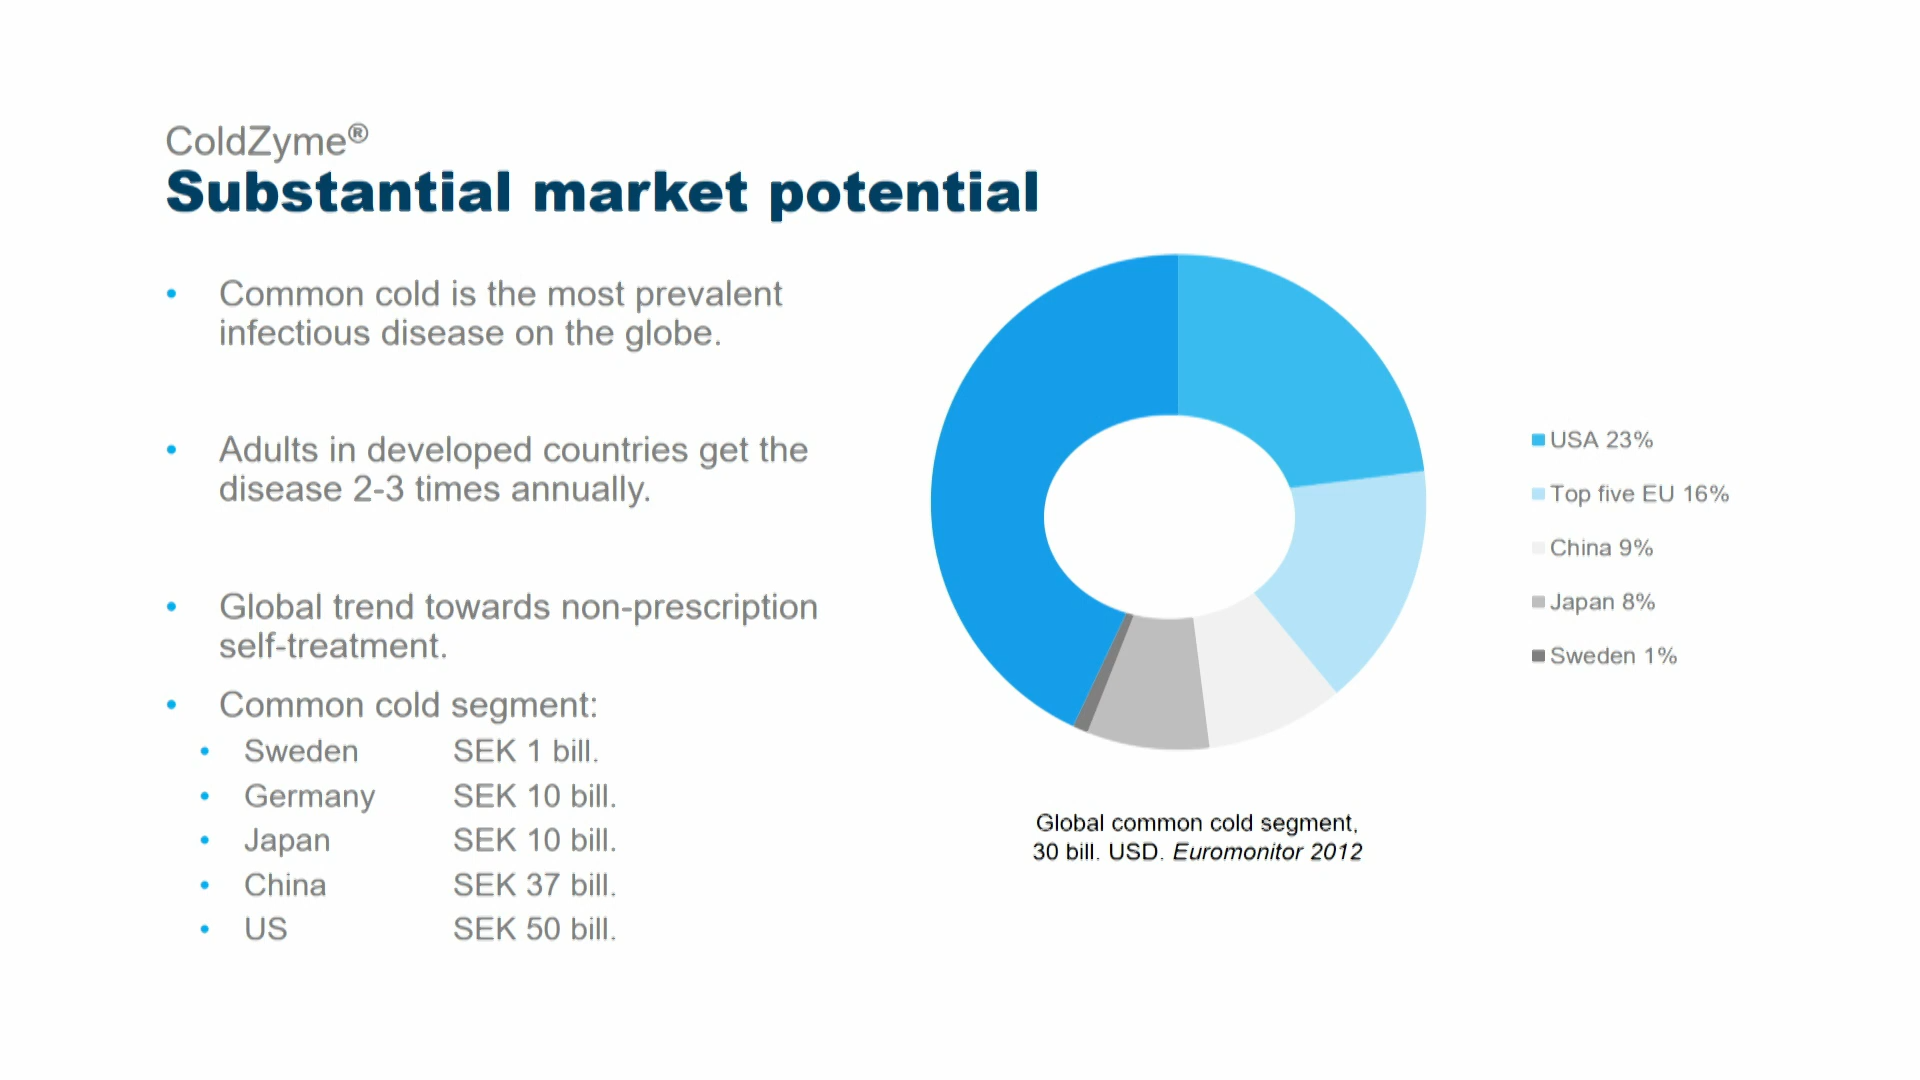 ColdZyme®
Substantial market potential
• Common cold is the most prevalent
infectious disease on the globe.
• Adults in developed countries get the
disease 2-3 times annually.
• Global trend towards non-prescription
self-treatment.
• Common cold segment:
• Sweden SEK 1 bill.
• Germany SEK 10 bill.
• Japan SEK 10 bill.
• China SEK 37 bill.
• US SEK 50 bill.
USA 23%
Top five EU 16%
China 9%
Japan 8%
Sweden 1%
Global common cold segment,
30 bill. USD. Euromonitor 2012